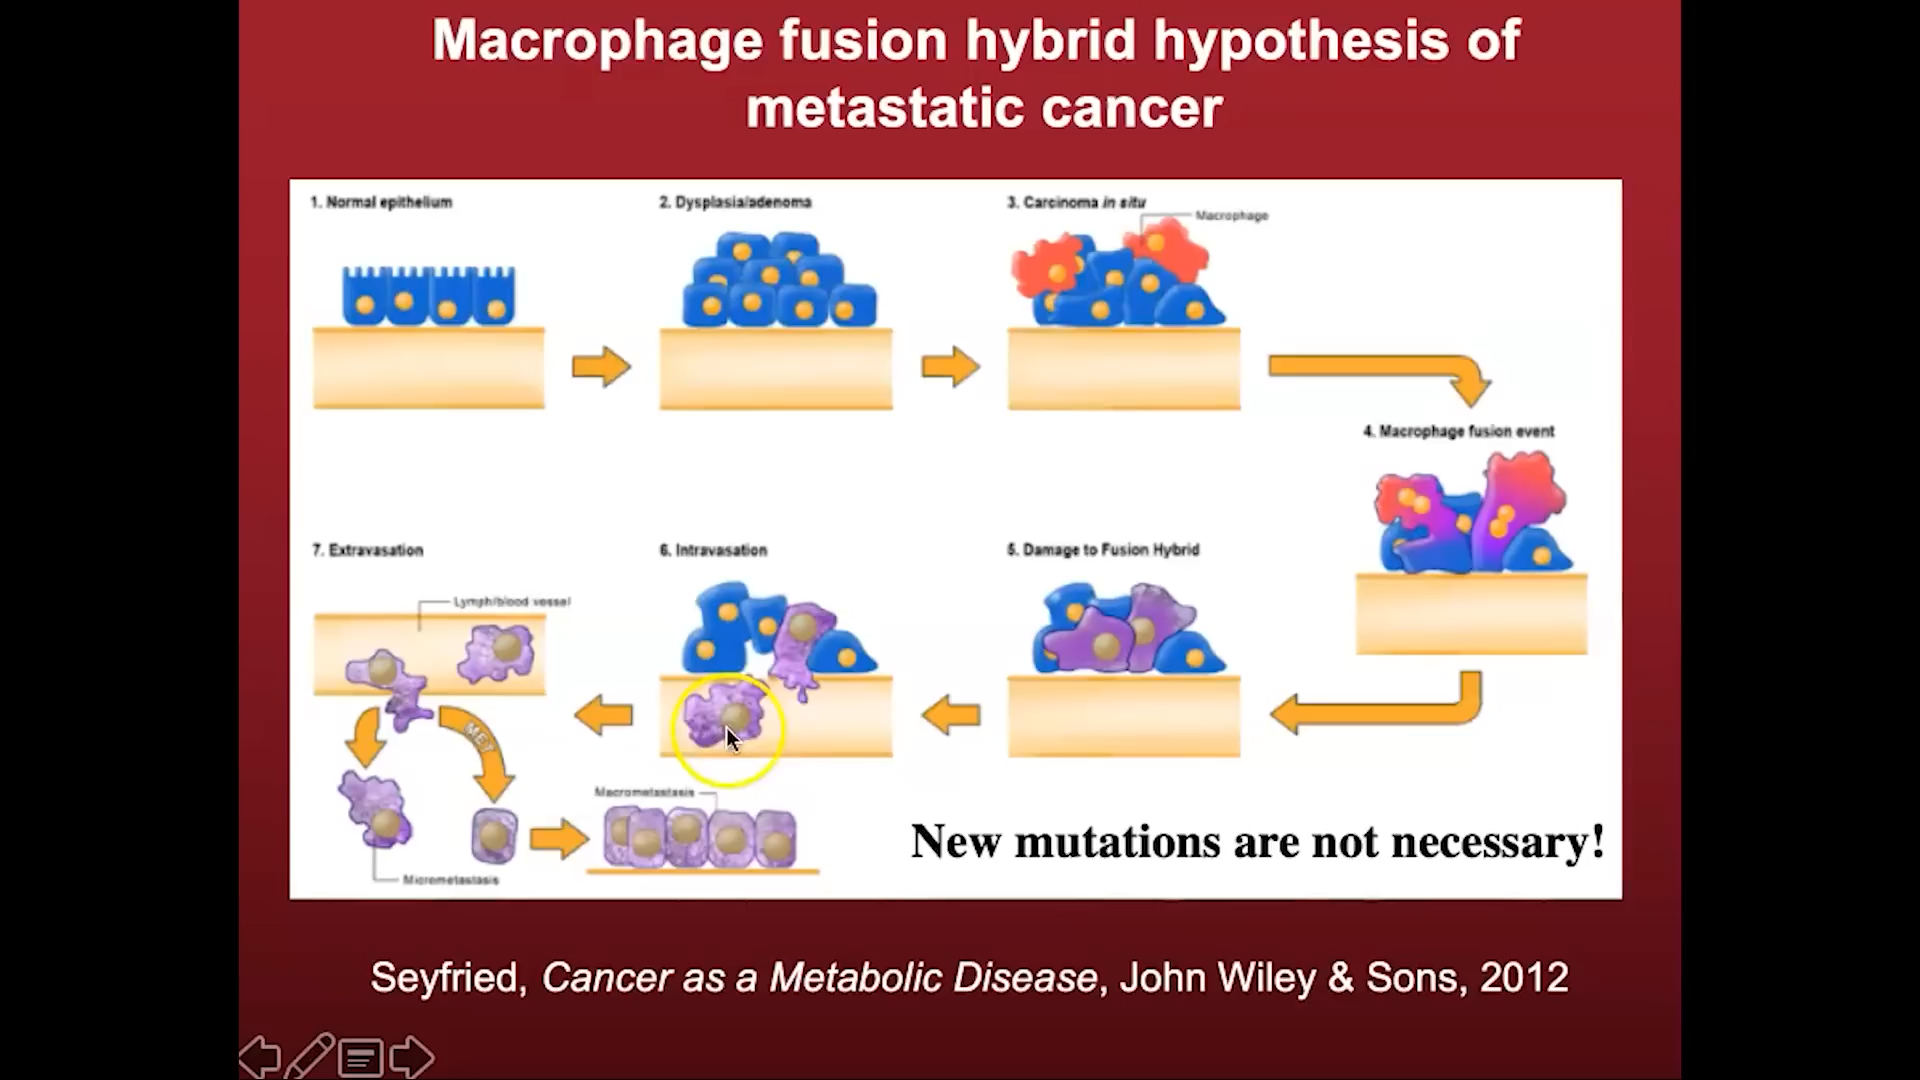 Macrophage fusion hybrid hypothesis of
metastatic cancer
1. Normal epithelium
2. Dysplasia/adenoma
3. Carcinoma in situ
Macrophage
4. Macrophage fusion event
7. Extravasation
6. Intravasation
5. Damage to Fusion Hybrid
Lymph/blood vessel
MET
Macrometastasis
Micrometastasis
New mutations are not necessary!
Seyfried, Cancer as a Metabolic Disease, John Wiley & Sons, 2012